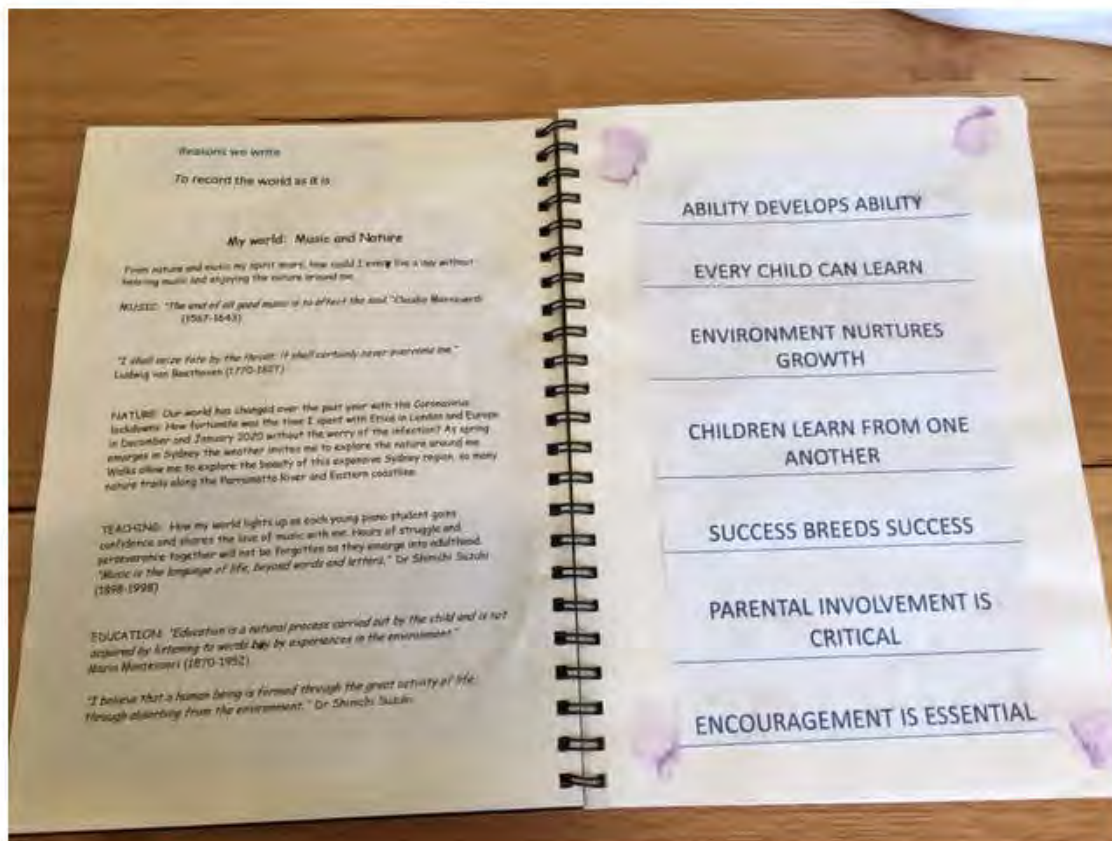 Reasons we write
To record the world as it is
My world: Music and Nature
From nature and music my spirit soars, how could I every live a day without
hearing music and enjoying the nature around me.
MUSIC: "The end of all good music is to affect the soul." Claudio Monteverdi
(1567-1643)
"I shall seize fate by the throat; it shall certainly never overcome me."
Ludwig van Beethoven (1770-1827)
NATURE: Our world has changed over the past year with the Coronavirus
lockdowns. How fortunate was the time I spent with Erica in London and Europe
in December and January 2020 without the worry of the infection? As spring
emerges in Sydney the weather invites me to explore the nature around me.
Walks allow me to explore the beauty of this expansive Sydney region, so many
nature trails along the Parramatta River and Eastern coastline.
TEACHING: How my world lights up as each young piano student gains
confidence and shares the love of music with me. Hours of struggle and
perseverance together will not be forgotten as they emerge into adulthood.
"Music is the language of life, beyond words and letters." Dr Shinichi Suzuki
(1898-1998)
EDUCATION: "Education is a natural process carried out by the child and is not
acquired by listening to words by by experiences in the environment."
Maria Montessori (1870-1952)
"I believe that a human being is formed through the great activity of life:
through absorbing from the environment." Dr Shinichi Suzuki
ABILITY DEVELOPS ABILITY
EVERY CHILD CAN LEARN
ENVIRONMENT NURTURES
GROWTH
CHILDREN LEARN FROM ONE
ANOTHER
SUCCESS BREEDS SUCCESS
PARENTAL INVOLVEMENT IS
CRITICAL
ENCOURAGEMENT IS ESSENTIAL